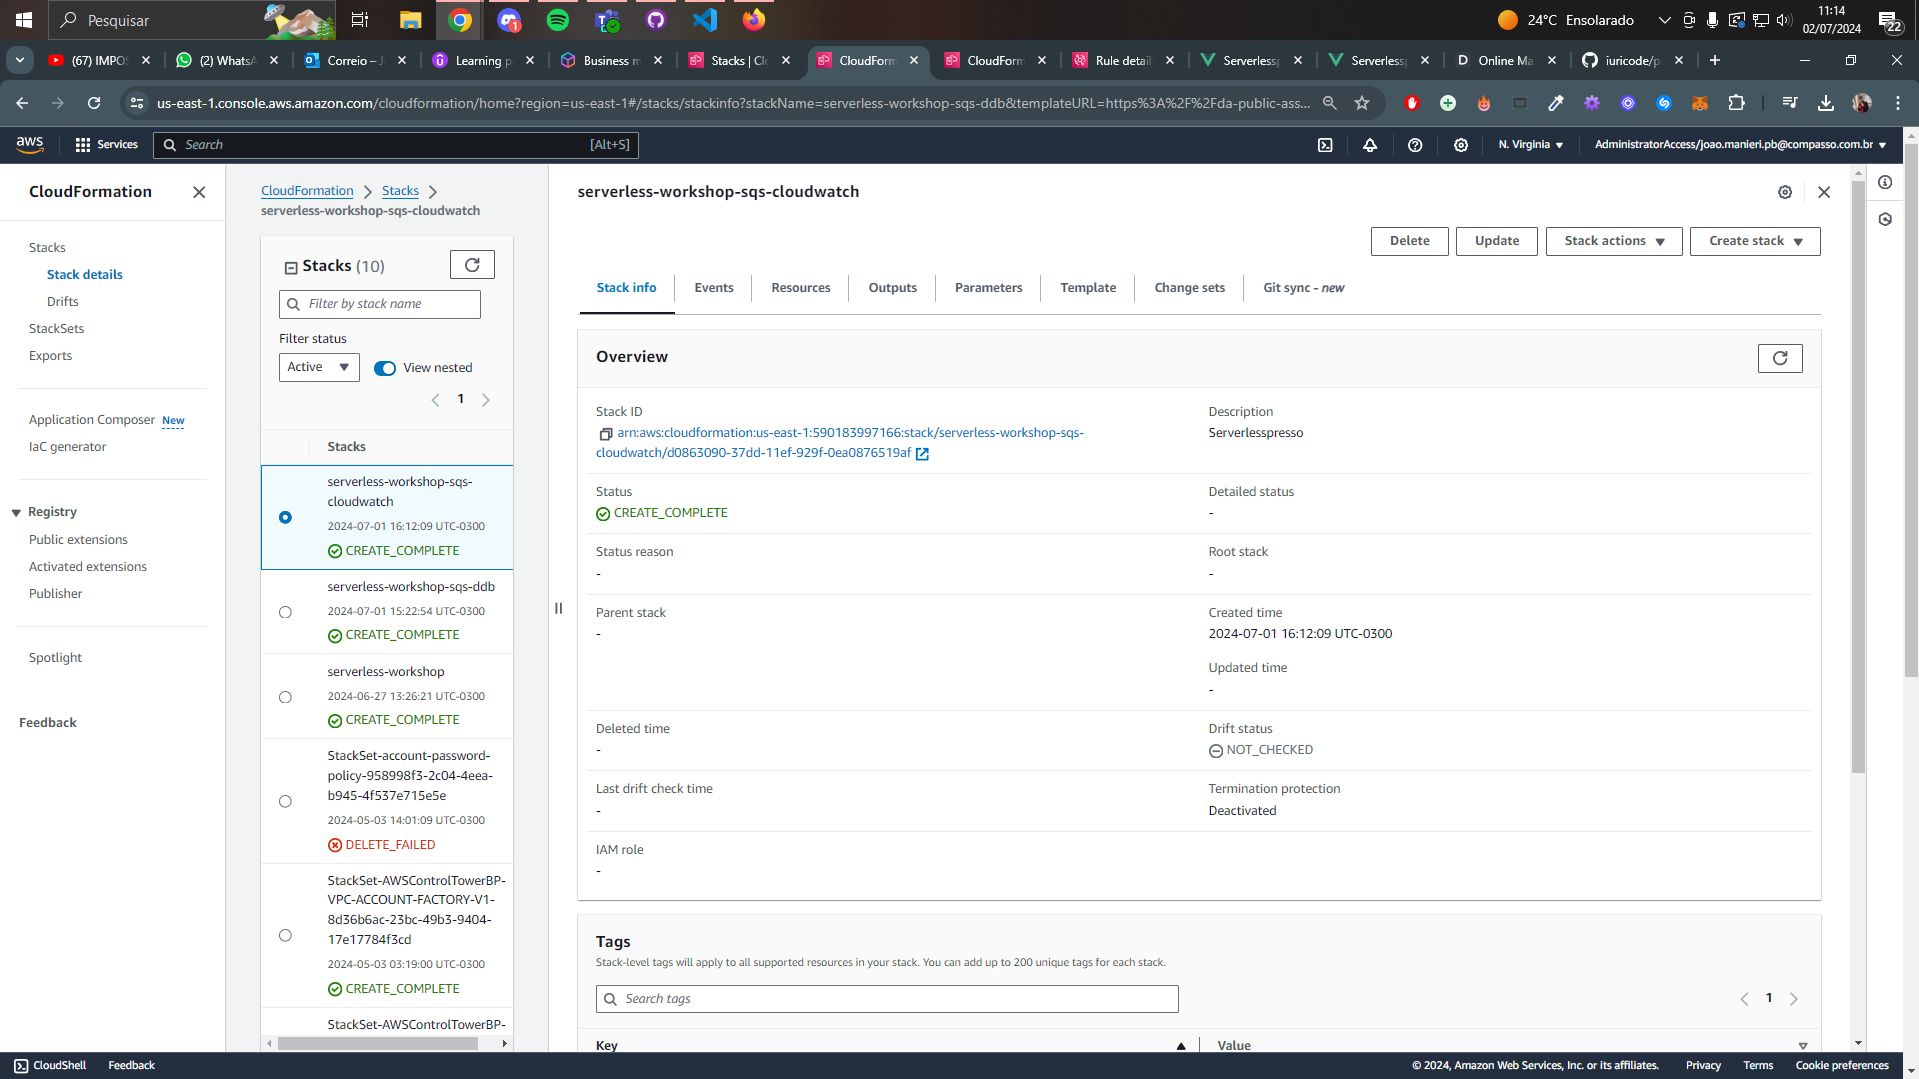 Pesquisar
24°C Ensolarado
11:14
02/07/2024
22
(67) IMPOS
(2) WhatsA
Correio – J
Learning p
Business m
Stacks | Clo
CloudForm
CloudForm
Rule detail
Serverlessp
Serverlessp
Online Ma
iuricode/p
us-east-1.console.aws.amazon.com/cloudformation/home?region=us-east-1#/stacks/stackinfo?stackName=serverless-workshop-sqs-ddb&templateURL=https%3A%2F%2Fda-public-ass...
aws
Services
Search
[Alt+S]
N. Virginia
AdministratorAccess/joao.manieri.pb@compasso.com.br
CloudFormation
Stacks
Stack details
Drifts
StackSets
Exports
Application Composer New
IaC generator
Registry
Public extensions
Activated extensions
Publisher
Spotlight
Feedback
CloudFormation
Stacks
serverless-workshop-sqs-cloudwatch
Stacks (10)
Filter by stack name
Filter status
Active
View nested
1
Stacks
serverless-workshop-sqs-
cloudwatch
2024-07-01 16:12:09 UTC-0300
CREATE_COMPLETE
serverless-workshop-sqs-ddb
2024-07-01 15:22:54 UTC-0300
CREATE_COMPLETE
serverless-workshop
2024-06-27 13:26:21 UTC-0300
CREATE_COMPLETE
StackSet-account-password-
policy-958998f3-2c04-4eea-
b945-4f537e715e5e
2024-05-03 14:01:09 UTC-0300
DELETE_FAILED
StackSet-AWSControlTowerBP-
VPC-ACCOUNT-FACTORY-V1-
8d36b6ac-23bc-49b3-9404-
17e17784f3cd
2024-05-03 03:19:00 UTC-0300
CREATE_COMPLETE
StackSet-AWSControlTowerBP-
serverless-workshop-sqs-cloudwatch
Delete
Update
Stack actions
Create stack
Stack info
Events
Resources
Outputs
Parameters
Template
Change sets
Git sync - new
Overview
Stack ID
arn:aws:cloudformation:us-east-1:590183997166:stack/serverless-workshop-sqs-
cloudwatch/d0863090-37dd-11ef-929f-0ea0876519af
Description
Serverlesspresso
Status
CREATE_COMPLETE
Detailed status
-
Status reason
-
Root stack
-
Parent stack
-
Created time
2024-07-01 16:12:09 UTC-0300
Updated time
-
Deleted time
-
Drift status
NOT_CHECKED
Last drift check time
-
Termination protection
Deactivated
IAM role
-
Tags
Stack-level tags will apply to all supported resources in your stack. You can add up to 200 unique tags for each stack.
Search tags
1
Key
Value
CloudShell
Feedback
© 2024, Amazon Web Services, Inc. or its affiliates.
Privacy
Terms
Cookie preferences